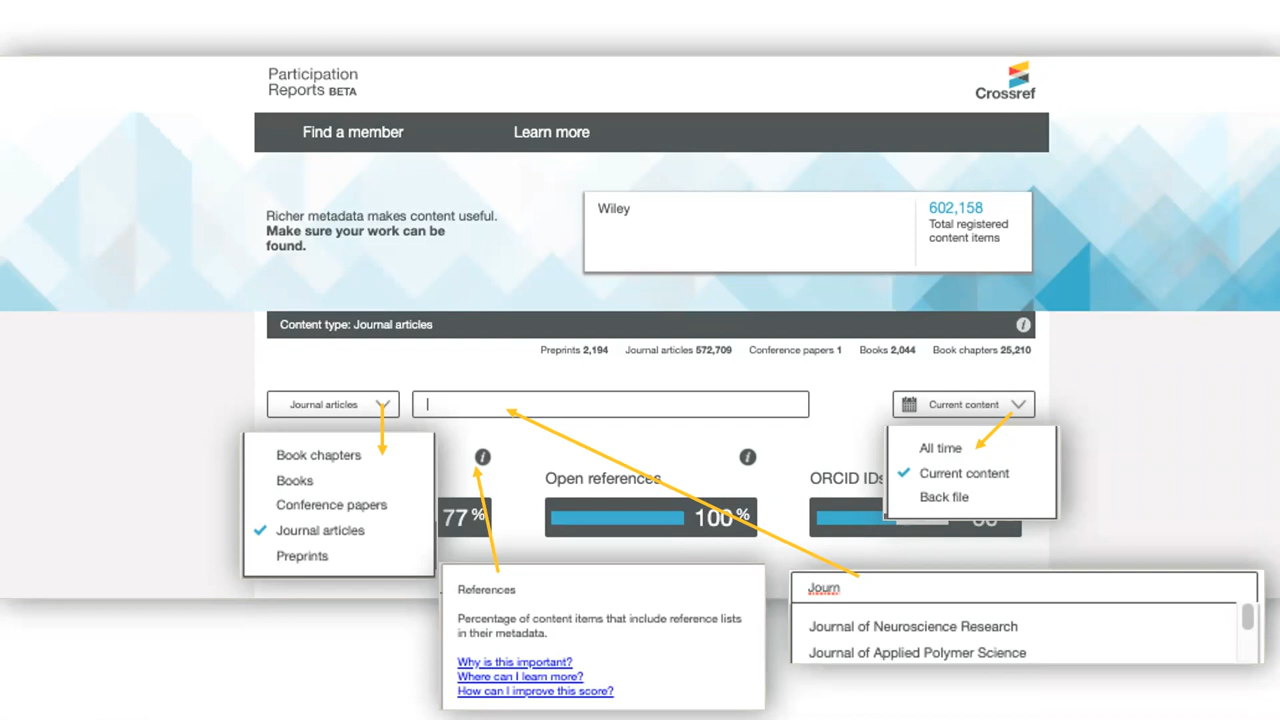 Participation
Reports BETA
Crossref
Find a member
Learn more
Richer metadata makes content useful.
Make sure your work can be
found.
Wiley
602,158
Total registered
content items
Content type: Journal articles
Preprints 2,194 Journal articles 572,709 Conference papers 1 Books 2,044 Book chapters 25,210
Journal articles
Current content
Book chapters
Books
Conference papers
Journal articles
Preprints
All time
Current content
Back file
77%
Open references
100%
ORCID IDs
References
Percentage of content items that include reference lists
in their metadata.
Why is this important?
Where can I learn more?
How can I improve this score?
Journ
Journal of Neuroscience Research
Journal of Applied Polymer Science